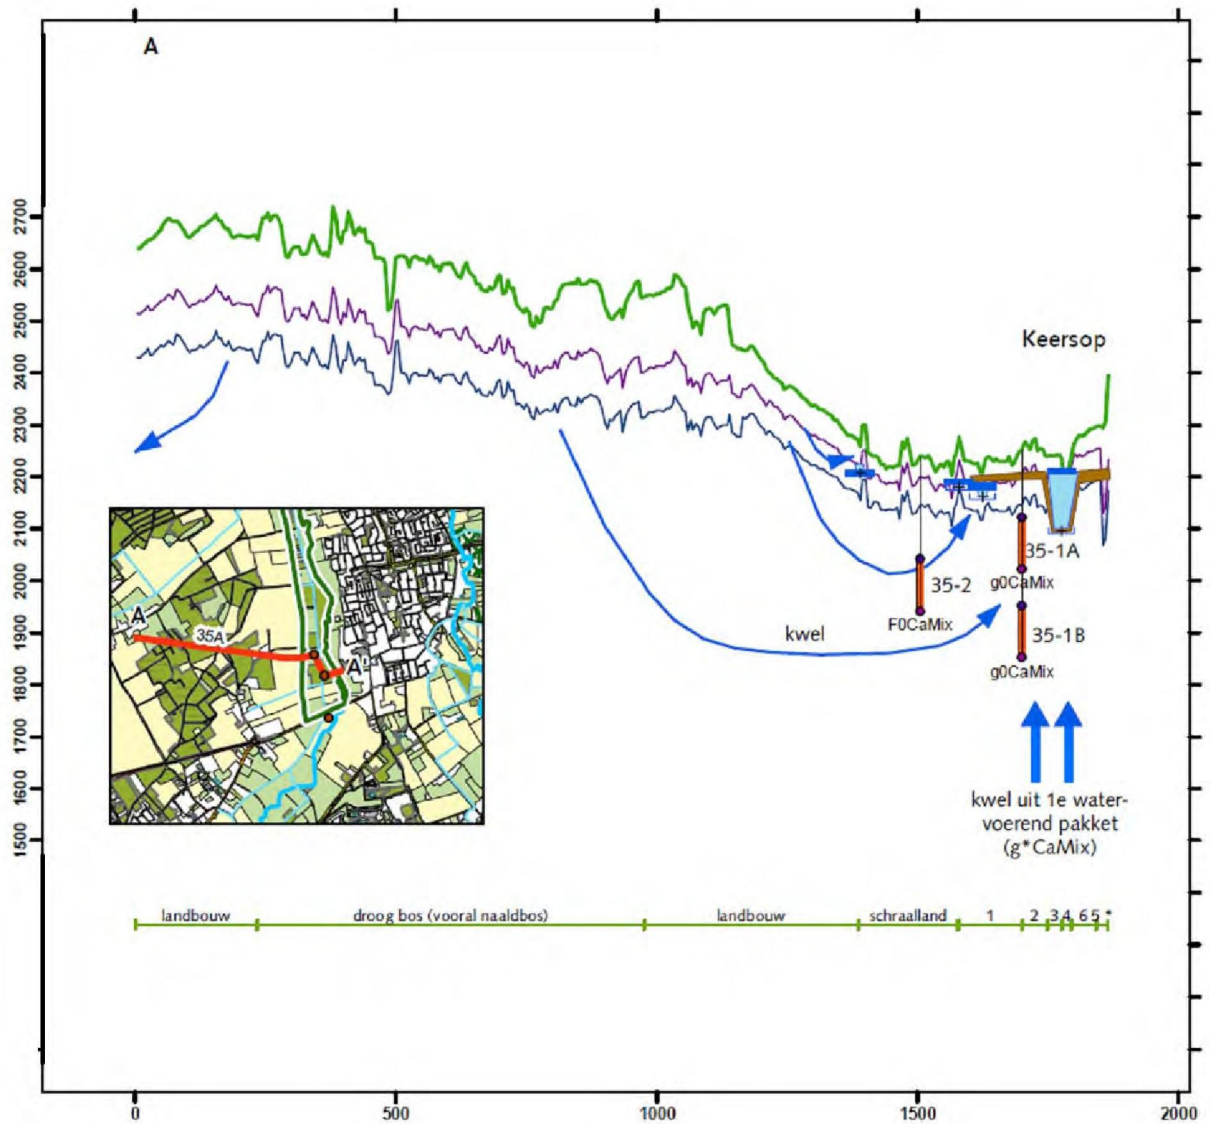 A
2700
2600
2500
2400
2300
2200
2100
2000
1900
1800
1700
1600
1500
Keersop
35-1A
g0CaMix
35-2
F0CaMix
35-1B
g0CaMix
kwel
A
35A
A'
kwel uit 1e water-
voerend pakket
(g*CaMix)
landbouw droog bos (vooral naaldbos) landbouw schraalland 1 2 3 4 6 5 *
0 500 1000 1500 2000